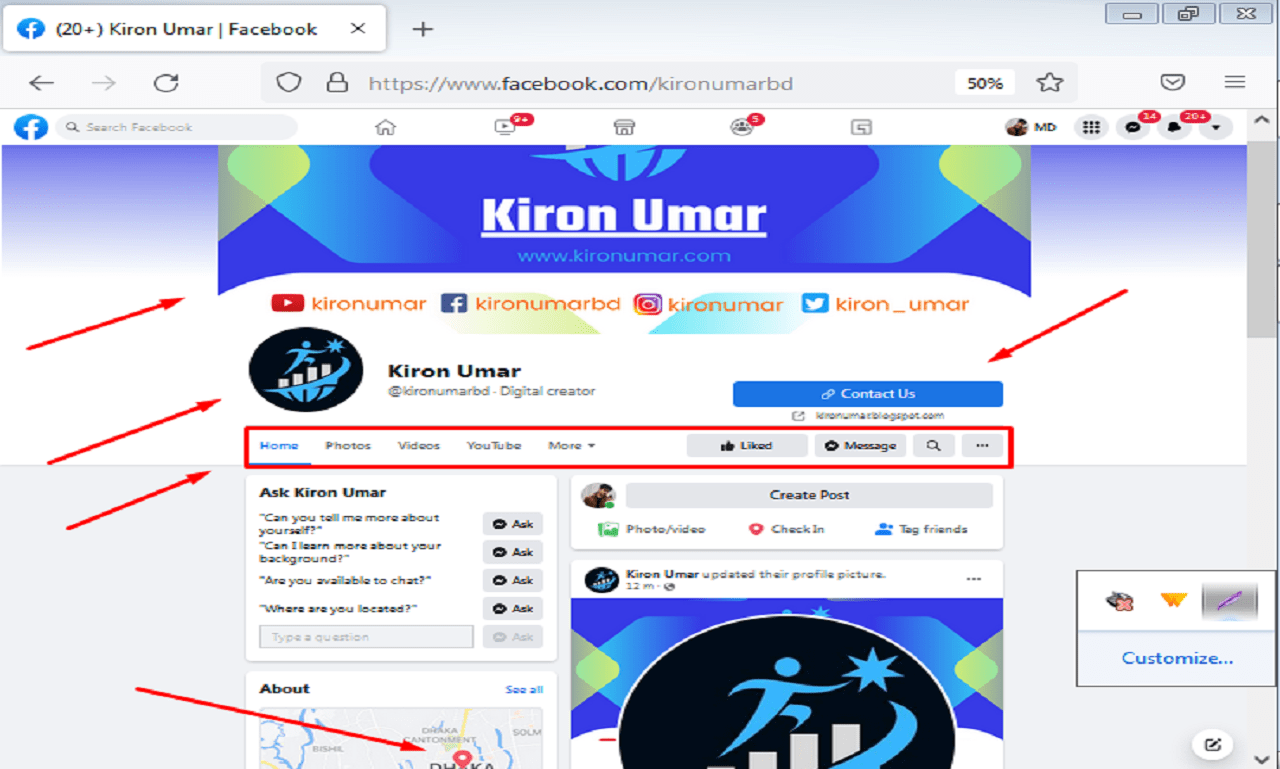 (20+) Kiron Umar | Facebook
https://www.facebook.com/kironumarbd
50%
Search Facebook
9+
5
MD
14
20+
Kiron Umar
www.kironumar.com
kironumar kironumarbd kironumar kiron_umar
Kiron Umar
@kironumarbd · Digital creator
Contact Us
kironumar.blogspot.com
Home Photos Videos YouTube More Liked Message
Ask Kiron Umar
"Can you tell me more about
yourself?"
Ask
"Can I learn more about your
background?"
Ask
"Are you available to chat?"
Ask
"Where are you located?"
Ask
Type a question
Ask
About
See all
DHAKA
CANTONMENT
BISHIL
SOLM
DHAKA
Create Post
Photo/video Check In Tag friends
Kiron Umar updated their profile picture.
12 m ·
Customize...